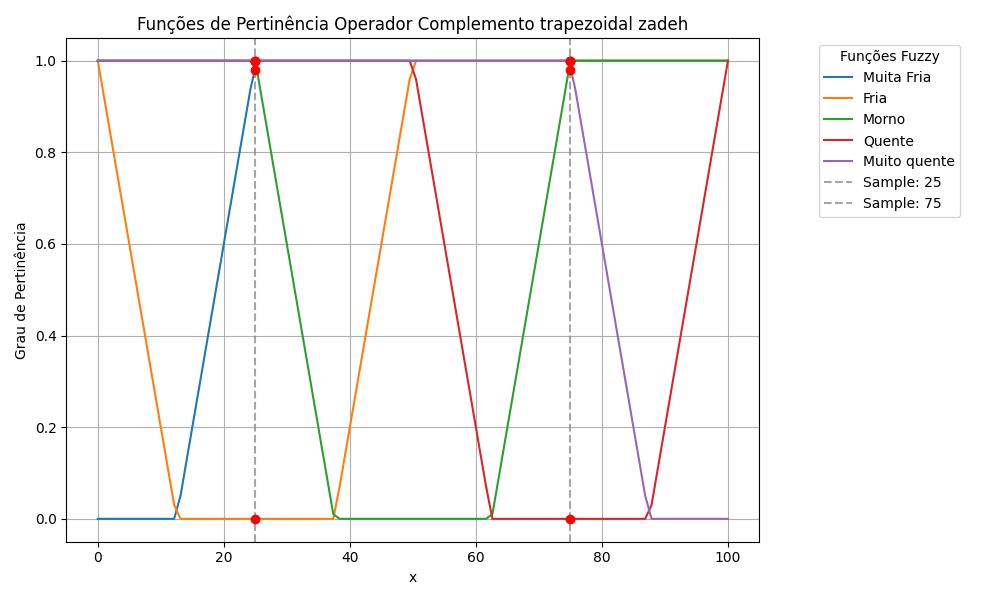 Funções de Pertinência Operador Complemento trapezoidal zadeh
1.0
0.8
0.6
0.4
0.2
0.0
Grau de Pertinência
0
20
40
60
80
100
x
Funções Fuzzy
Muita Fria
Fria
Morno
Quente
Muito quente
Sample: 25
Sample: 75